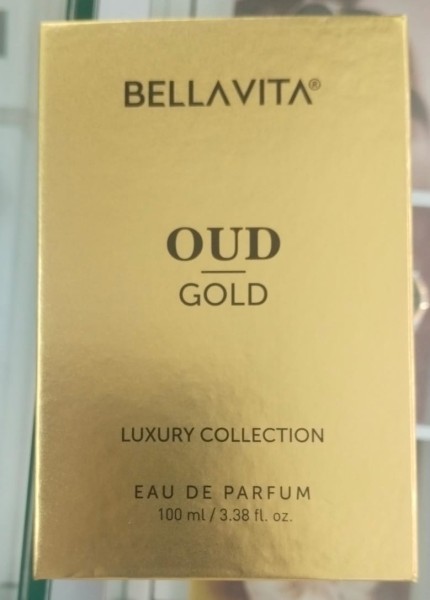 BELLAVITA®
OUD
GOLD
LUXURY COLLECTION
EAU DE PARFUM
100 ml / 3.38 fl. oz.